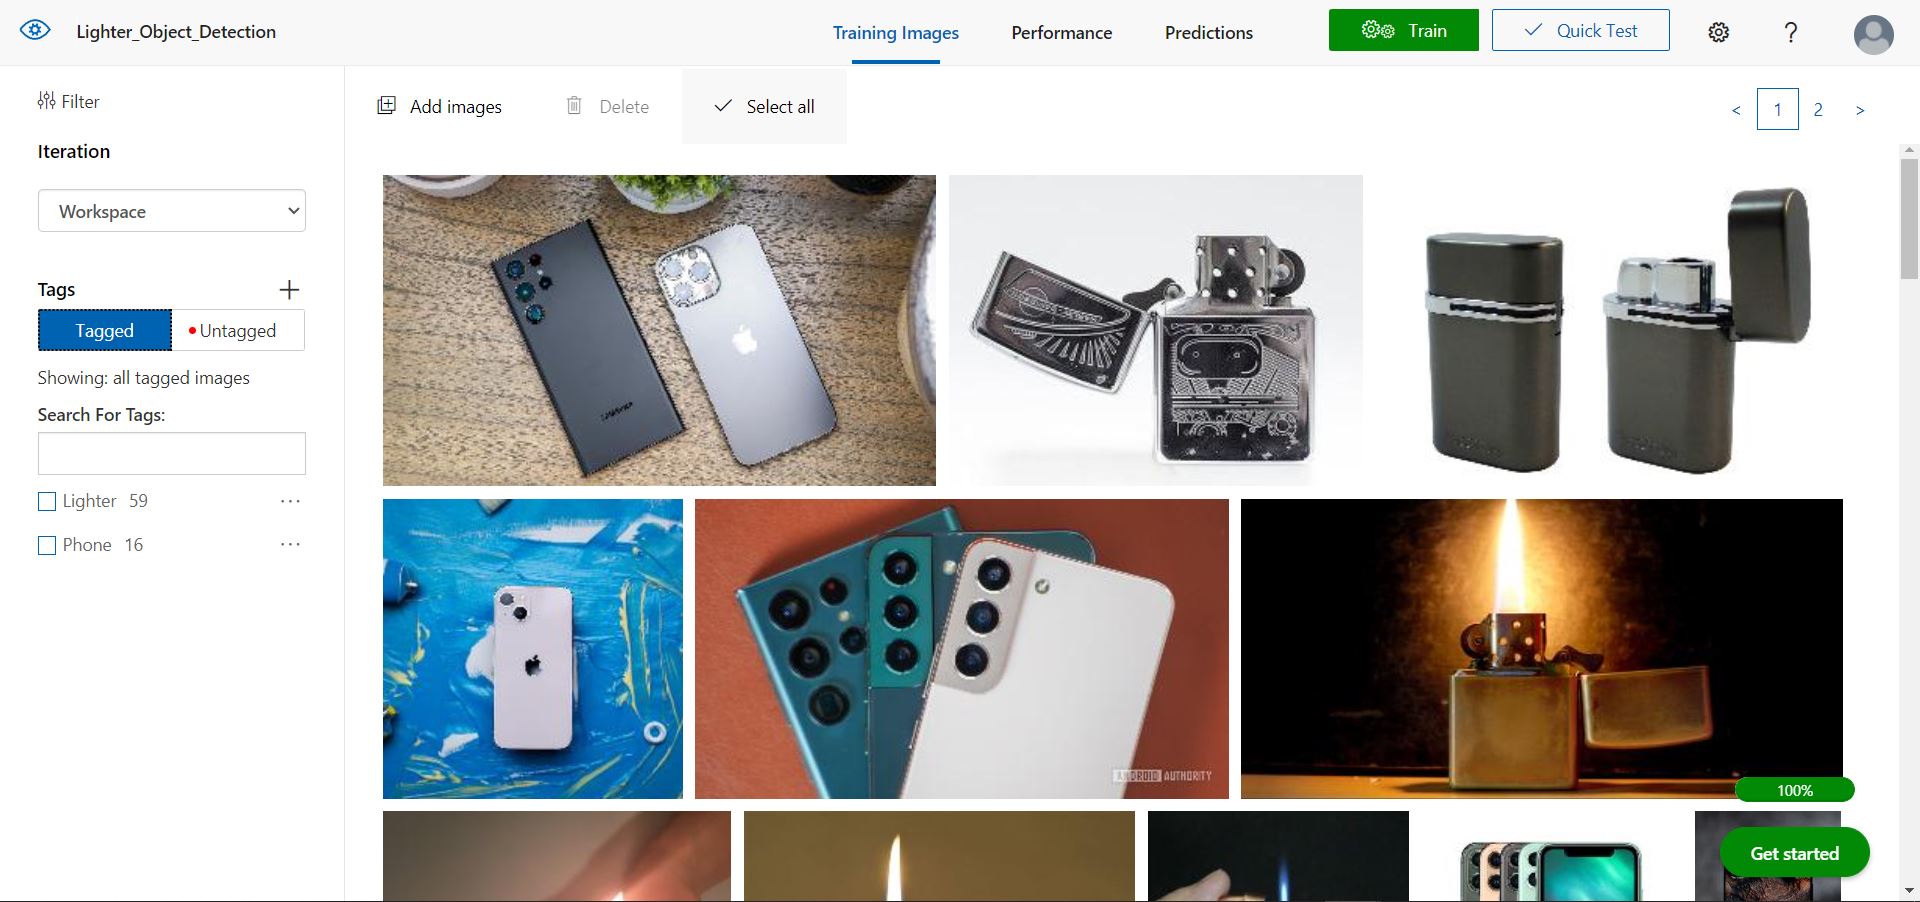 Lighter_Object_Detection
Training Images
Performance
Predictions
Train
Quick Test
?
Filter
Iteration
Workspace
Tags
Tagged
Untagged
Showing: all tagged images
Search For Tags:
Lighter 59
...
Phone 16
...
Add images
Delete
Select all
< 1 2 >
SAMSUNG
ANDROID AUTHORITY
100%
Get started